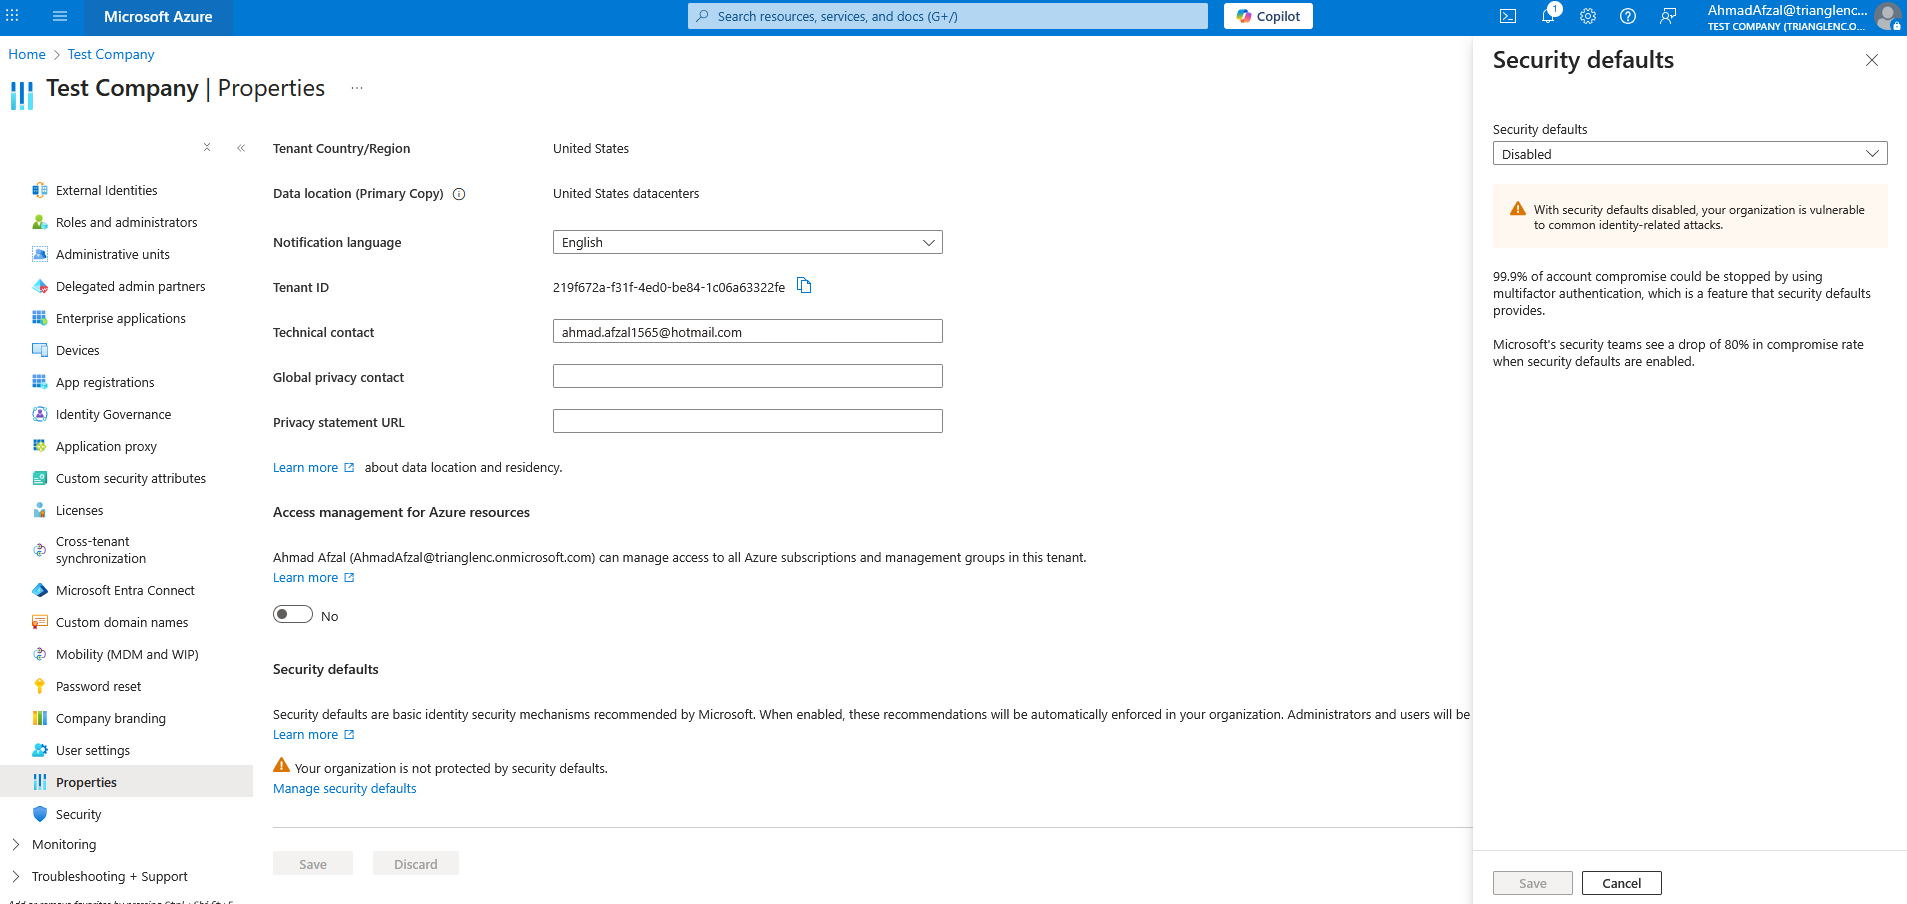 Microsoft Azure
Search resources, services, and docs (G+/)
Copilot
1
AhmadAfzal@trianglenc...
TEST COMPANY (TRIANGLENC.O...
Home > Test Company
Test Company | Properties
...
External Identities
Roles and administrators
Administrative units
Delegated admin partners
Enterprise applications
Devices
App registrations
Identity Governance
Application proxy
Custom security attributes
Licenses
Cross-tenant
synchronization
Microsoft Entra Connect
Custom domain names
Mobility (MDM and WIP)
Password reset
Company branding
User settings
Properties
Security
Monitoring
Troubleshooting + Support
Tenant Country/Region United States
Data location (Primary Copy) United States datacenters
Notification language English
Tenant ID 219f672a-f31f-4ed0-be84-1c06a63322fe
Technical contact ahmad.afzal1565@hotmail.com
Global privacy contact
Privacy statement URL
Learn more about data location and residency.
Access management for Azure resources
Ahmad Afzal (AhmadAfzal@trianglenc.onmicrosoft.com) can manage access to all Azure subscriptions and management groups in this tenant.
Learn more
No
Security defaults
Security defaults are basic identity security mechanisms recommended by Microsoft. When enabled, these recommendations will be automatically enforced in your organization. Administrators and users will be
Learn more
Your organization is not protected by security defaults.
Manage security defaults
Save Discard
Security defaults
Security defaults
Disabled
With security defaults disabled, your organization is vulnerable
to common identity-related attacks.
99.9% of account compromise could be stopped by using
multifactor authentication, which is a feature that security defaults
provides.
Microsoft's security teams see a drop of 80% in compromise rate
when security defaults are enabled.
Save Cancel